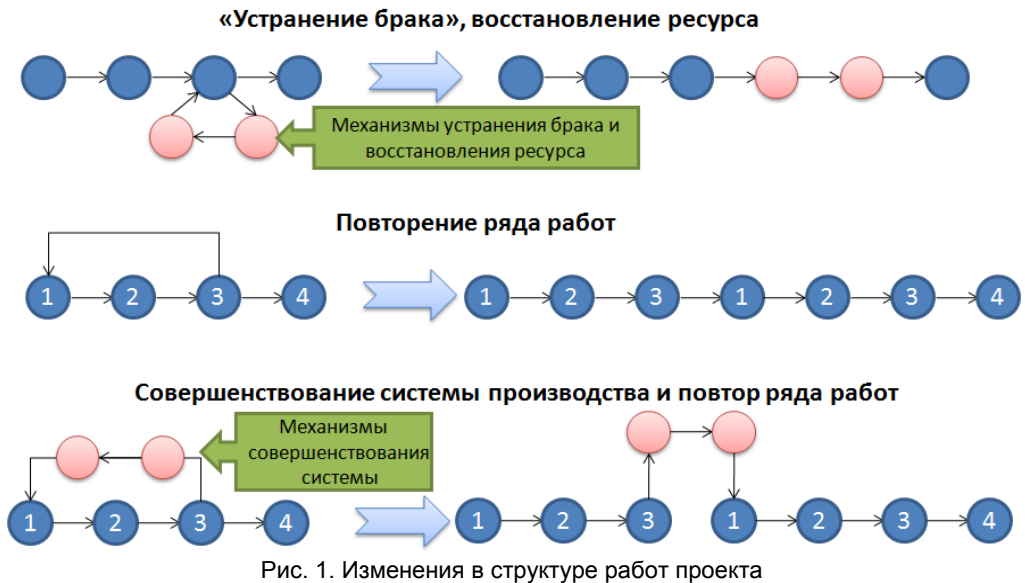 «Устранение брака», восстановление ресурса
Механизмы устранения брака и
восстановления ресурса
Повторение ряда работ
1 2 3 4 1 2 3 1 2 3 4
Совершенствование системы производства и повтор ряда работ
Механизмы
совершенствования
системы
1 2 3 4 1 2 3 1 2 3 4
Рис. 1. Изменения в структуре работ проекта